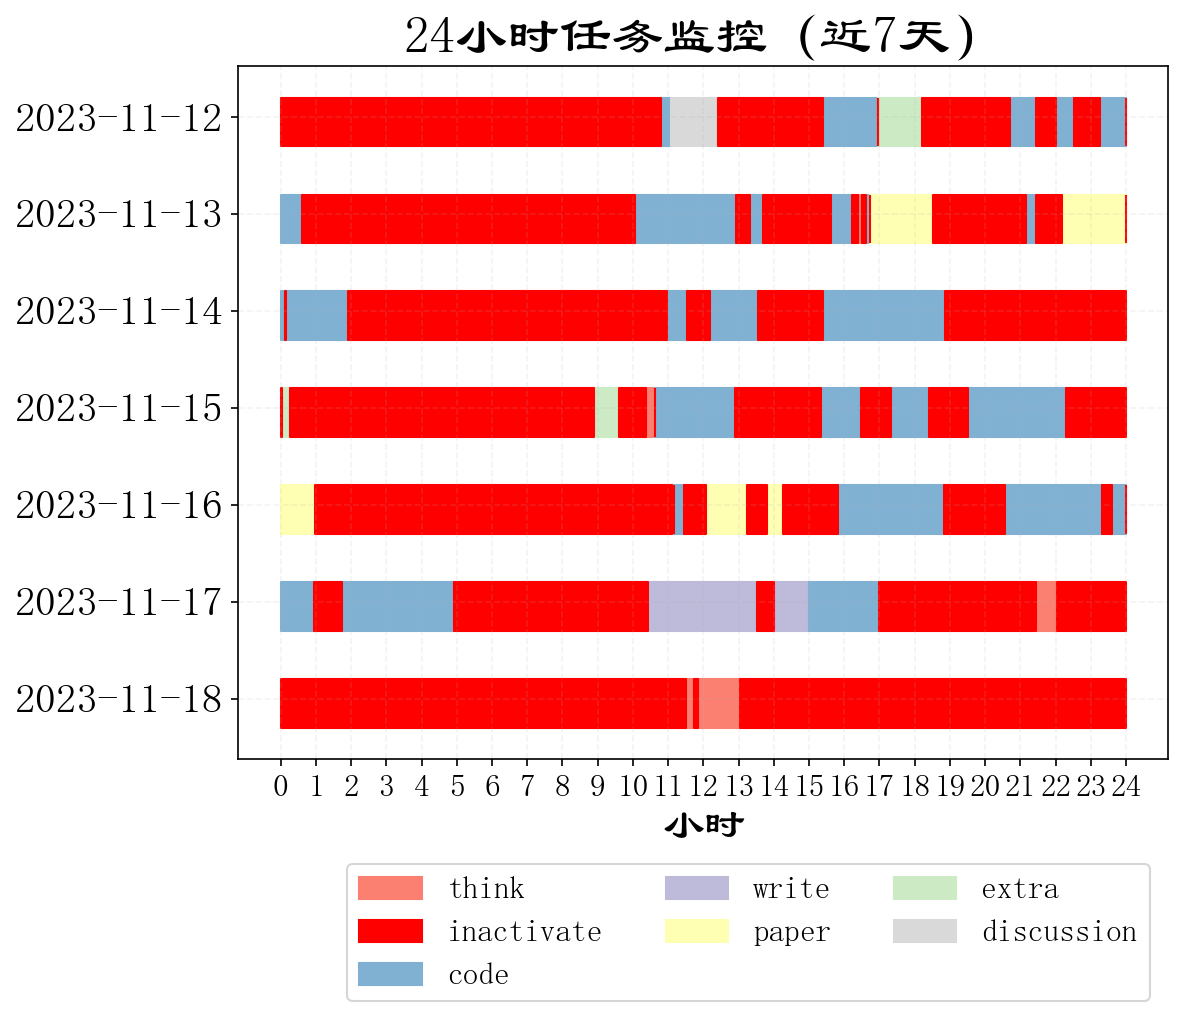 24小时任务监控 (近7天)
2023-11-12
2023-11-13
2023-11-14
2023-11-15
2023-11-16
2023-11-17
2023-11-18
0 1 2 3 4 5 6 7 8 9 10 11 12 13 14 15 16 17 18 19 20 21 22 23 24
小时
think write extra
inactivate paper discussion
code